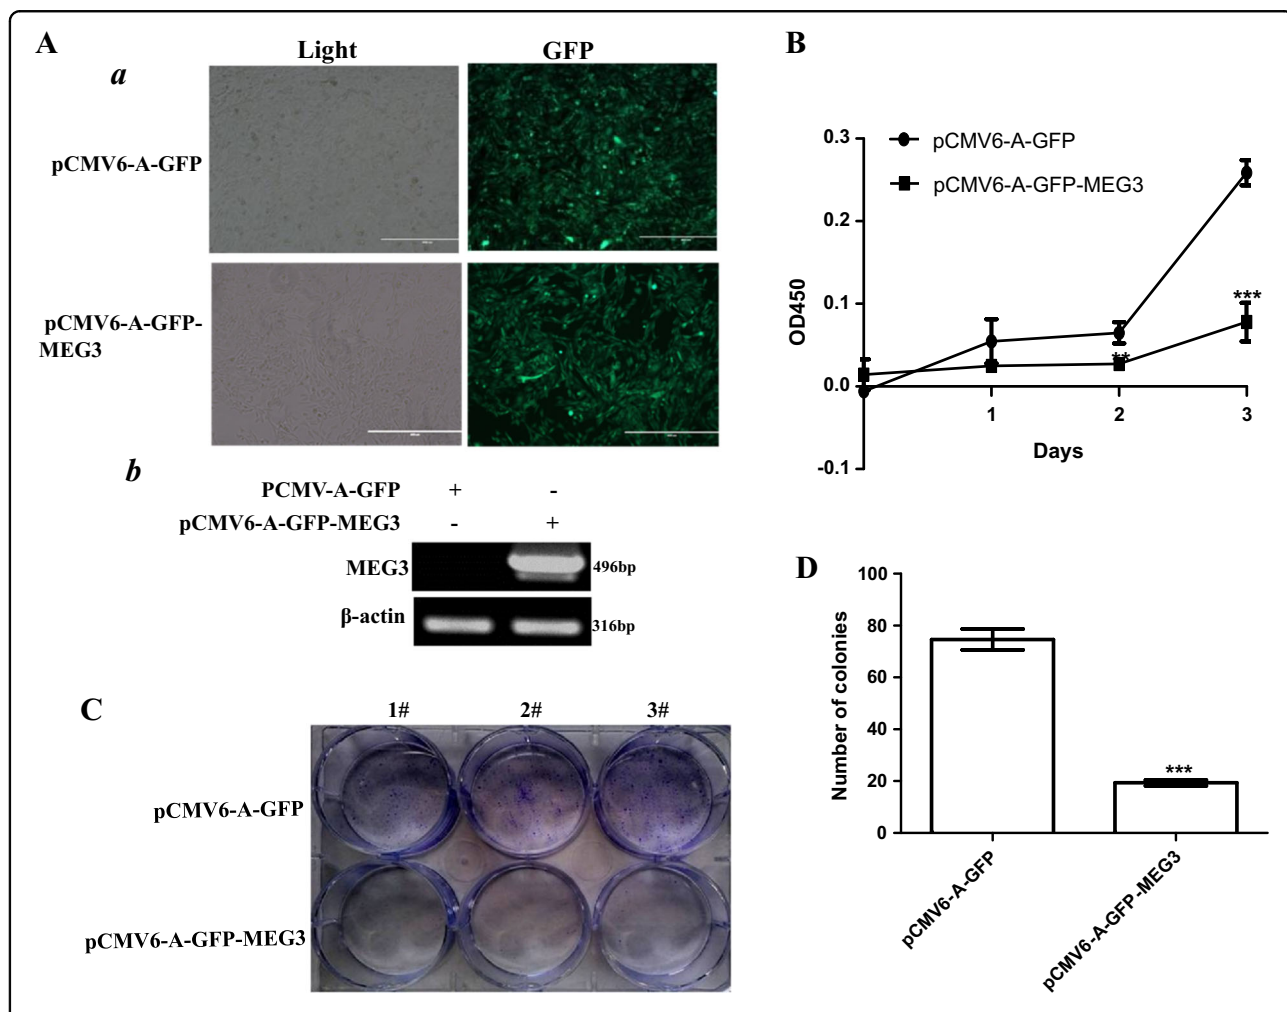 A
a
Light
GFP
pCMV6-A-GFP
pCMV6-A-GFP-
MEG3
b
PCMV-A-GFP + -
pCMV6-A-GFP-MEG3 - +
MEG3
496bp
β-actin
316bp
B
pCMV6-A-GFP
pCMV6-A-GFP-MEG3
OD450
0.3
0.2
0.1
0.0
-0.1
**
***
1 2 3
Days
C
1# 2# 3#
pCMV6-A-GFP
pCMV6-A-GFP-MEG3
D
Number of colonies
100
80
60
40
20
0
***
pCMV6-A-GFP
pCMV6-A-GFP-MEG3